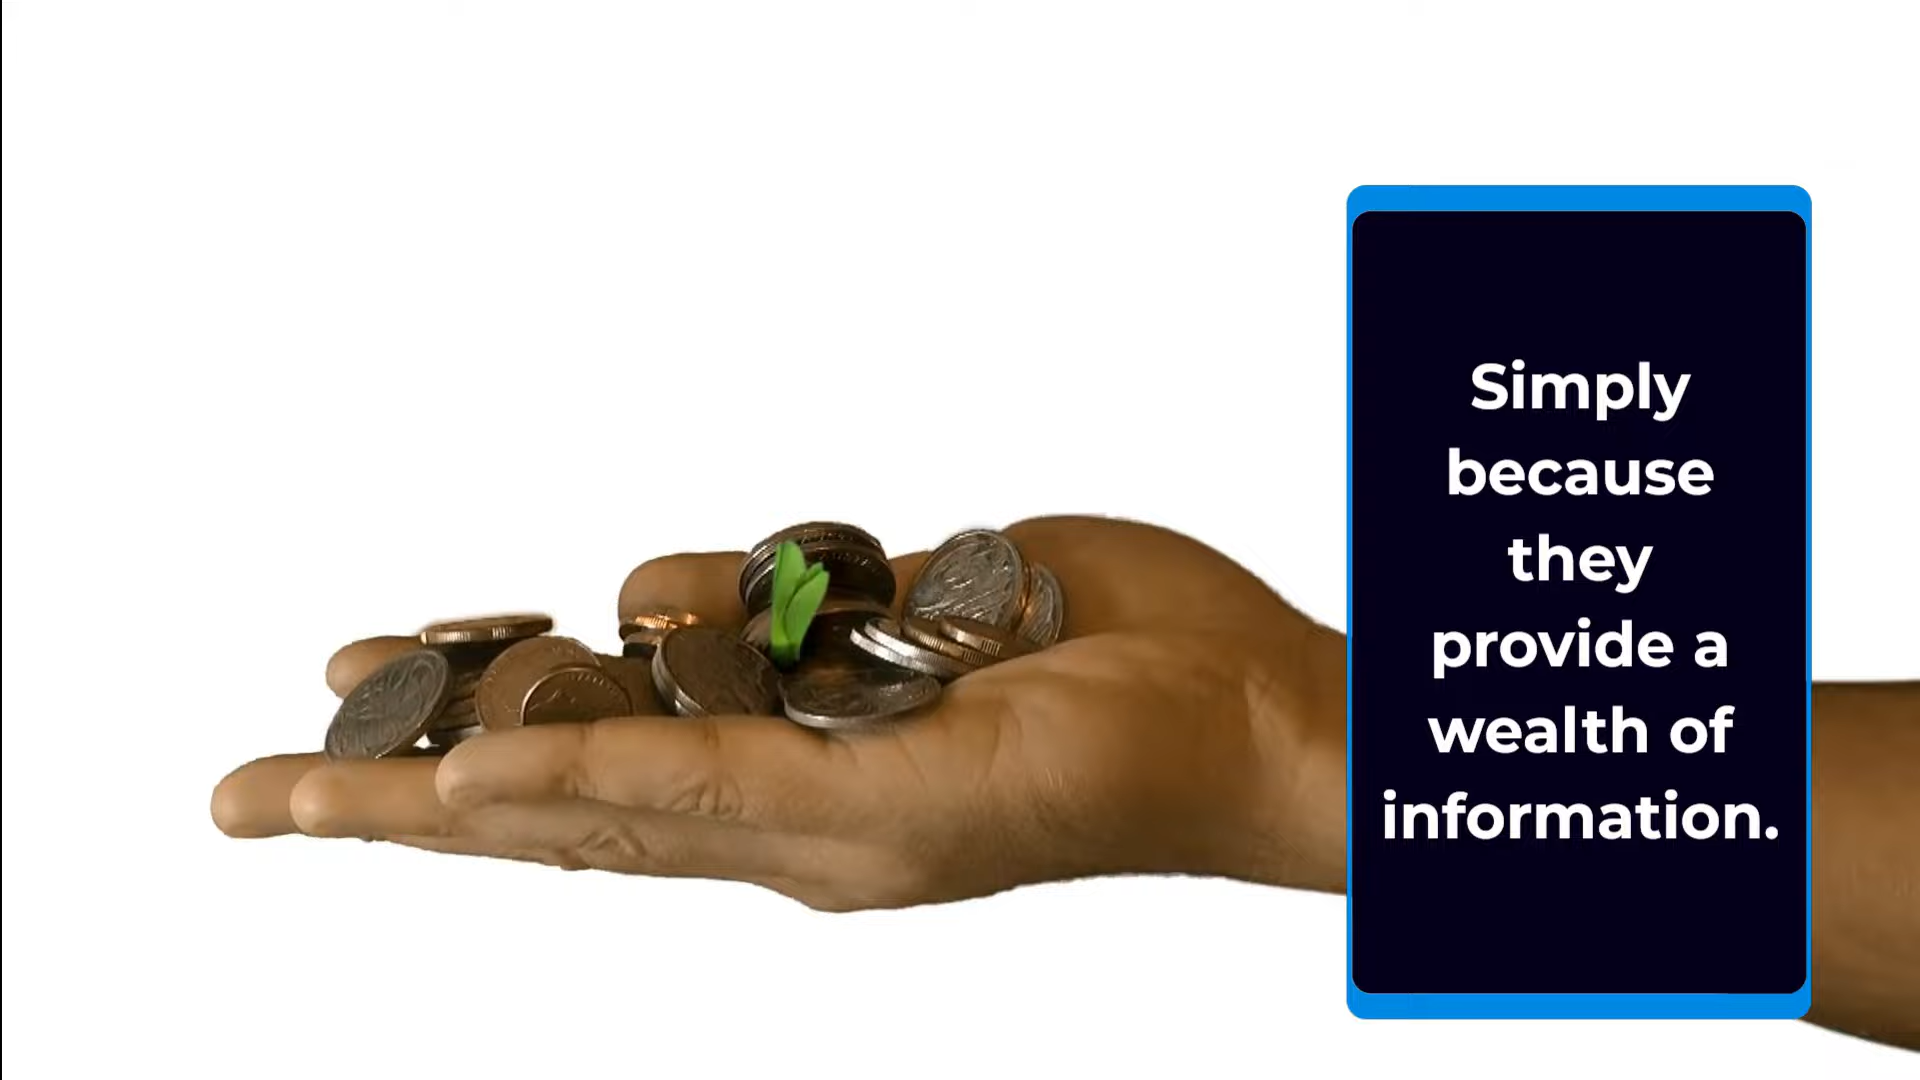 Simply
because
they
provide a
wealth of
information.